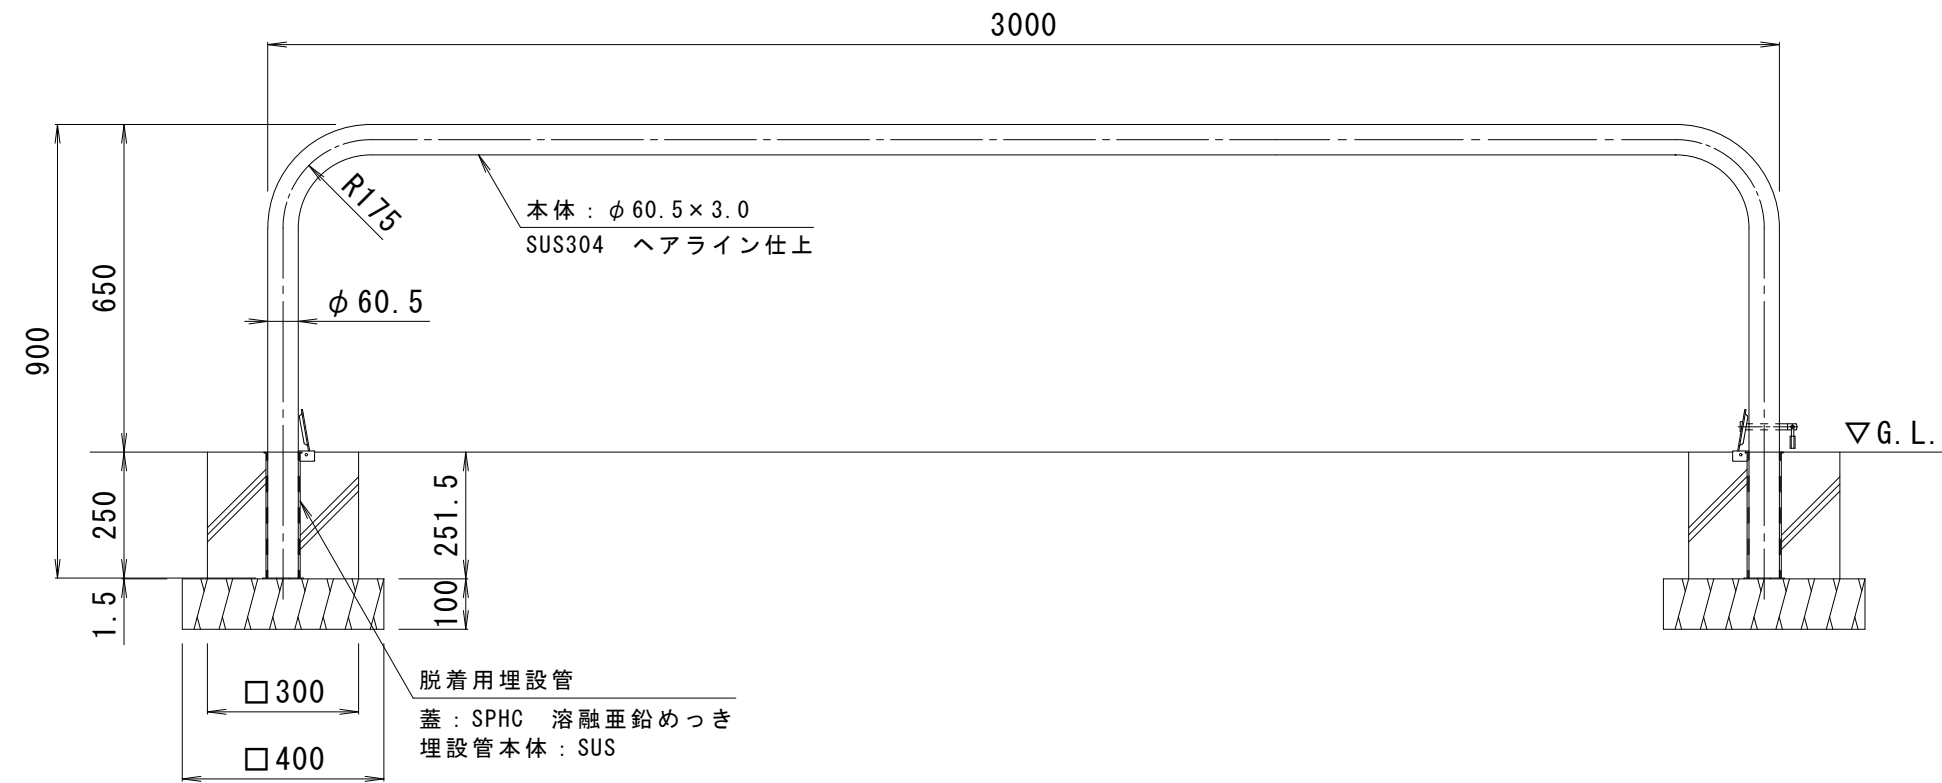 3000
R175
本体：φ60.5×3.0
SUS304　ヘアライン仕上
φ60.5
650
900
▽G.L.
250
251.5
1.5
100
□300
□400
脱着用埋設管
蓋：SPHC　溶融亜鉛めっき
埋設管本体：SUS